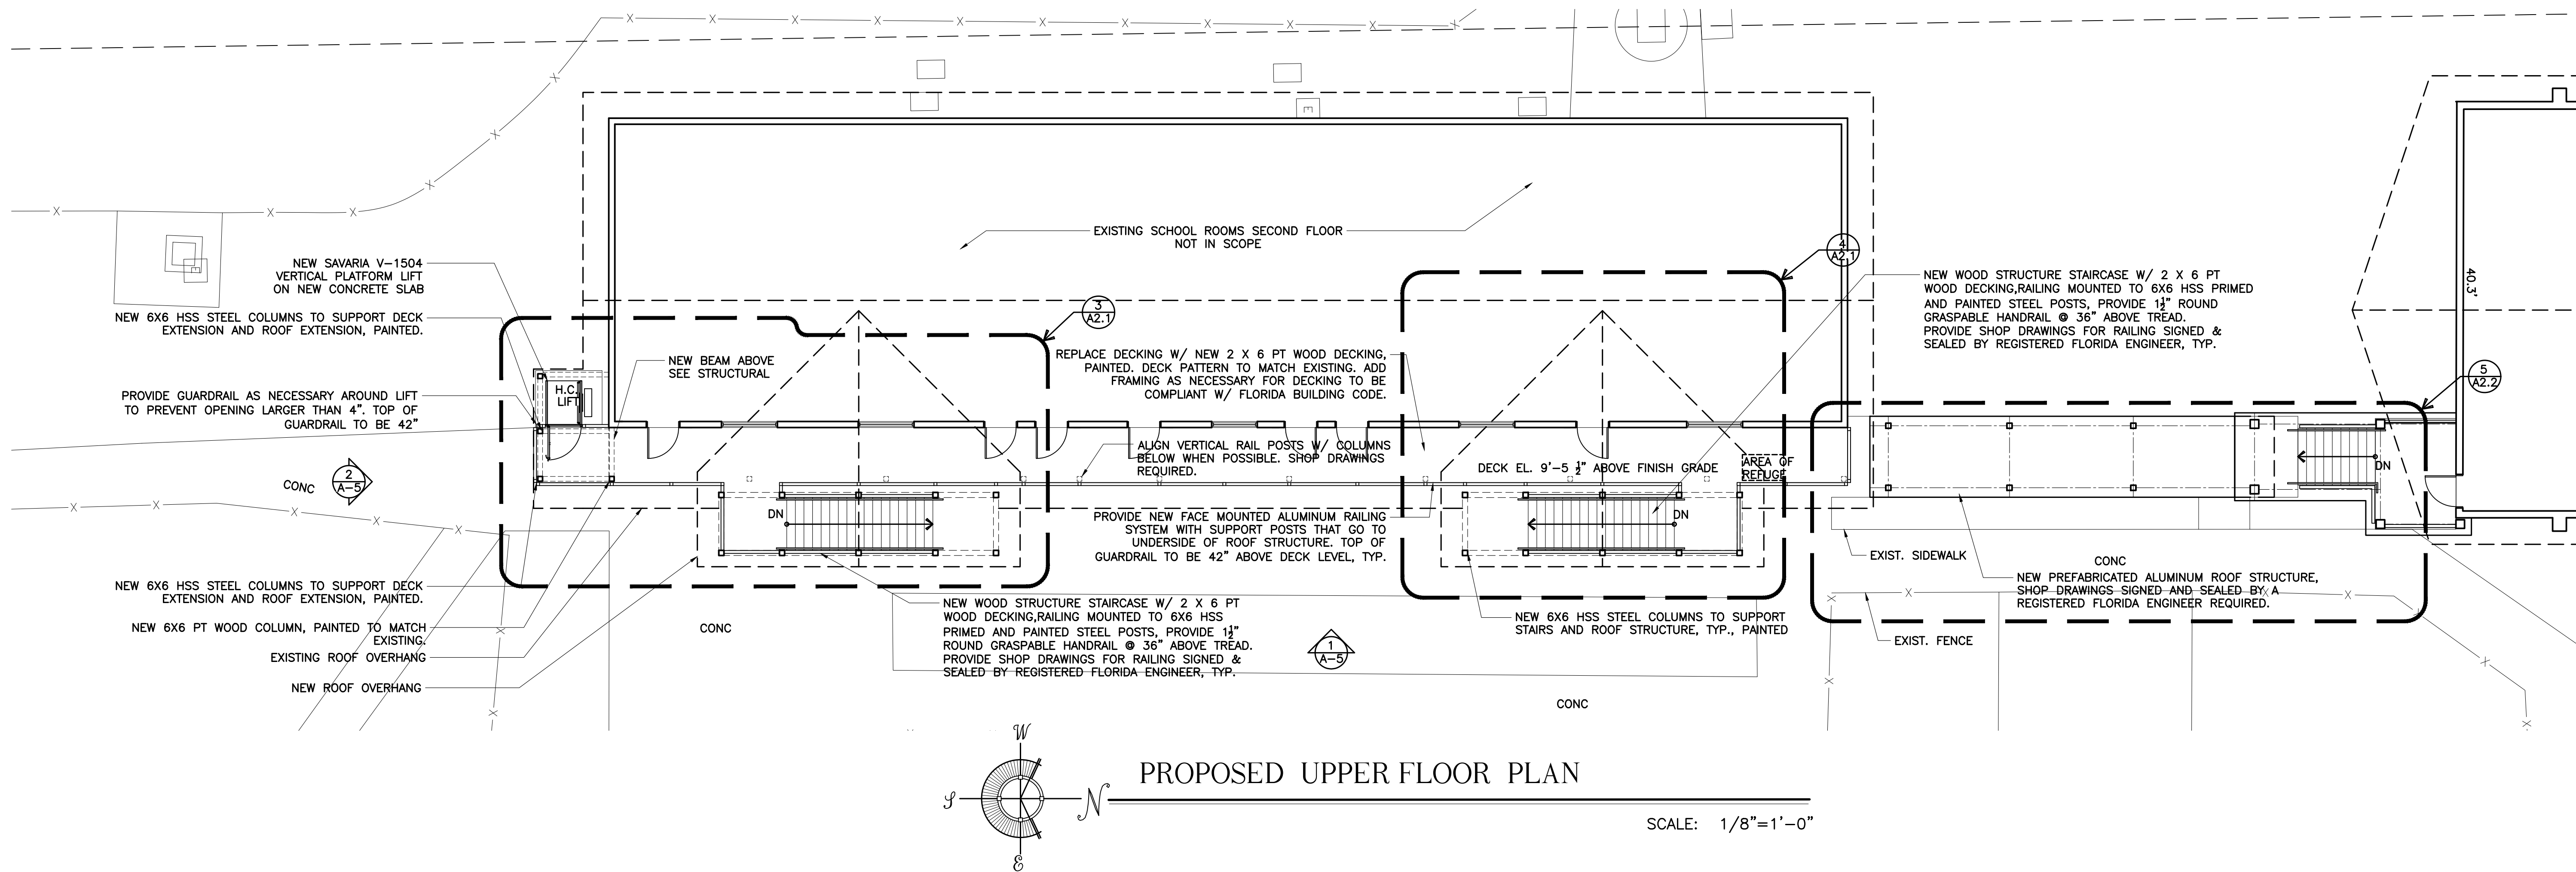 EXISTING SCHOOL ROOMS SECOND FLOOR
NOT IN SCOPE
4
A2.1
NEW SAVARIA V-1504
VERTICAL PLATFORM LIFT
ON NEW CONCRETE SLAB
NEW 6X6 HSS STEEL COLUMNS TO SUPPORT DECK
EXTENSION AND ROOF EXTENSION, PAINTED.
3
A2.1
NEW WOOD STRUCTURE STAIRCASE W/ 2 X 6 PT
WOOD DECKING,RAILING MOUNTED TO 6X6 HSS PRIMED
AND PAINTED STEEL POSTS, PROVIDE 1½" ROUND
GRASPABLE HANDRAIL @ 36" ABOVE TREAD.
PROVIDE SHOP DRAWINGS FOR RAILING SIGNED &
SEALED BY REGISTERED FLORIDA ENGINEER, TYP.
40.3'
NEW BEAM ABOVE
SEE STRUCTURAL
REPLACE DECKING W/ NEW 2 X 6 PT WOOD DECKING,
PAINTED. DECK PATTERN TO MATCH EXISTING. ADD
FRAMING AS NECESSARY FOR DECKING TO BE
COMPLIANT W/ FLORIDA BUILDING CODE.
5
A2.2
H.C.
LIFT
PROVIDE GUARDRAIL AS NECESSARY AROUND LIFT
TO PREVENT OPENING LARGER THAN 4". TOP OF
GUARDRAIL TO BE 42"
ALIGN VERTICAL RAIL POSTS W/ COLUMNS
BELOW WHEN POSSIBLE. SHOP DRAWINGS
REQUIRED.
DECK EL. 9'-5 ½" ABOVE FINISH GRADE
AREA OF
REFUGE
DN
CONC
2
A-5
DN
DN
PROVIDE NEW FACE MOUNTED ALUMINUM RAILING
SYSTEM WITH SUPPORT POSTS THAT GO TO
UNDERSIDE OF ROOF STRUCTURE. TOP OF
GUARDRAIL TO BE 42" ABOVE DECK LEVEL, TYP.
EXIST. SIDEWALK
CONC
NEW PREFABRICATED ALUMINUM ROOF STRUCTURE,
SHOP DRAWINGS SIGNED AND SEALED BY A
REGISTERED FLORIDA ENGINEER REQUIRED.
NEW 6X6 HSS STEEL COLUMNS TO SUPPORT DECK
EXTENSION AND ROOF EXTENSION, PAINTED.
NEW 6X6 PT WOOD COLUMN, PAINTED TO MATCH
EXISTING.
EXISTING ROOF OVERHANG
NEW ROOF OVERHANG
CONC
NEW WOOD STRUCTURE STAIRCASE W/ 2 X 6 PT
WOOD DECKING,RAILING MOUNTED TO 6X6 HSS
PRIMED AND PAINTED STEEL POSTS, PROVIDE 1½"
ROUND GRASPABLE HANDRAIL @ 36" ABOVE TREAD.
PROVIDE SHOP DRAWINGS FOR RAILING SIGNED &
SEALED BY REGISTERED FLORIDA ENGINEER, TYP.
1
A-5
NEW 6X6 HSS STEEL COLUMNS TO SUPPORT
STAIRS AND ROOF STRUCTURE, TYP., PAINTED
EXIST. FENCE
CONC
W
S
N
E
PROPOSED UPPER FLOOR PLAN
SCALE: 1/8"=1'-0"